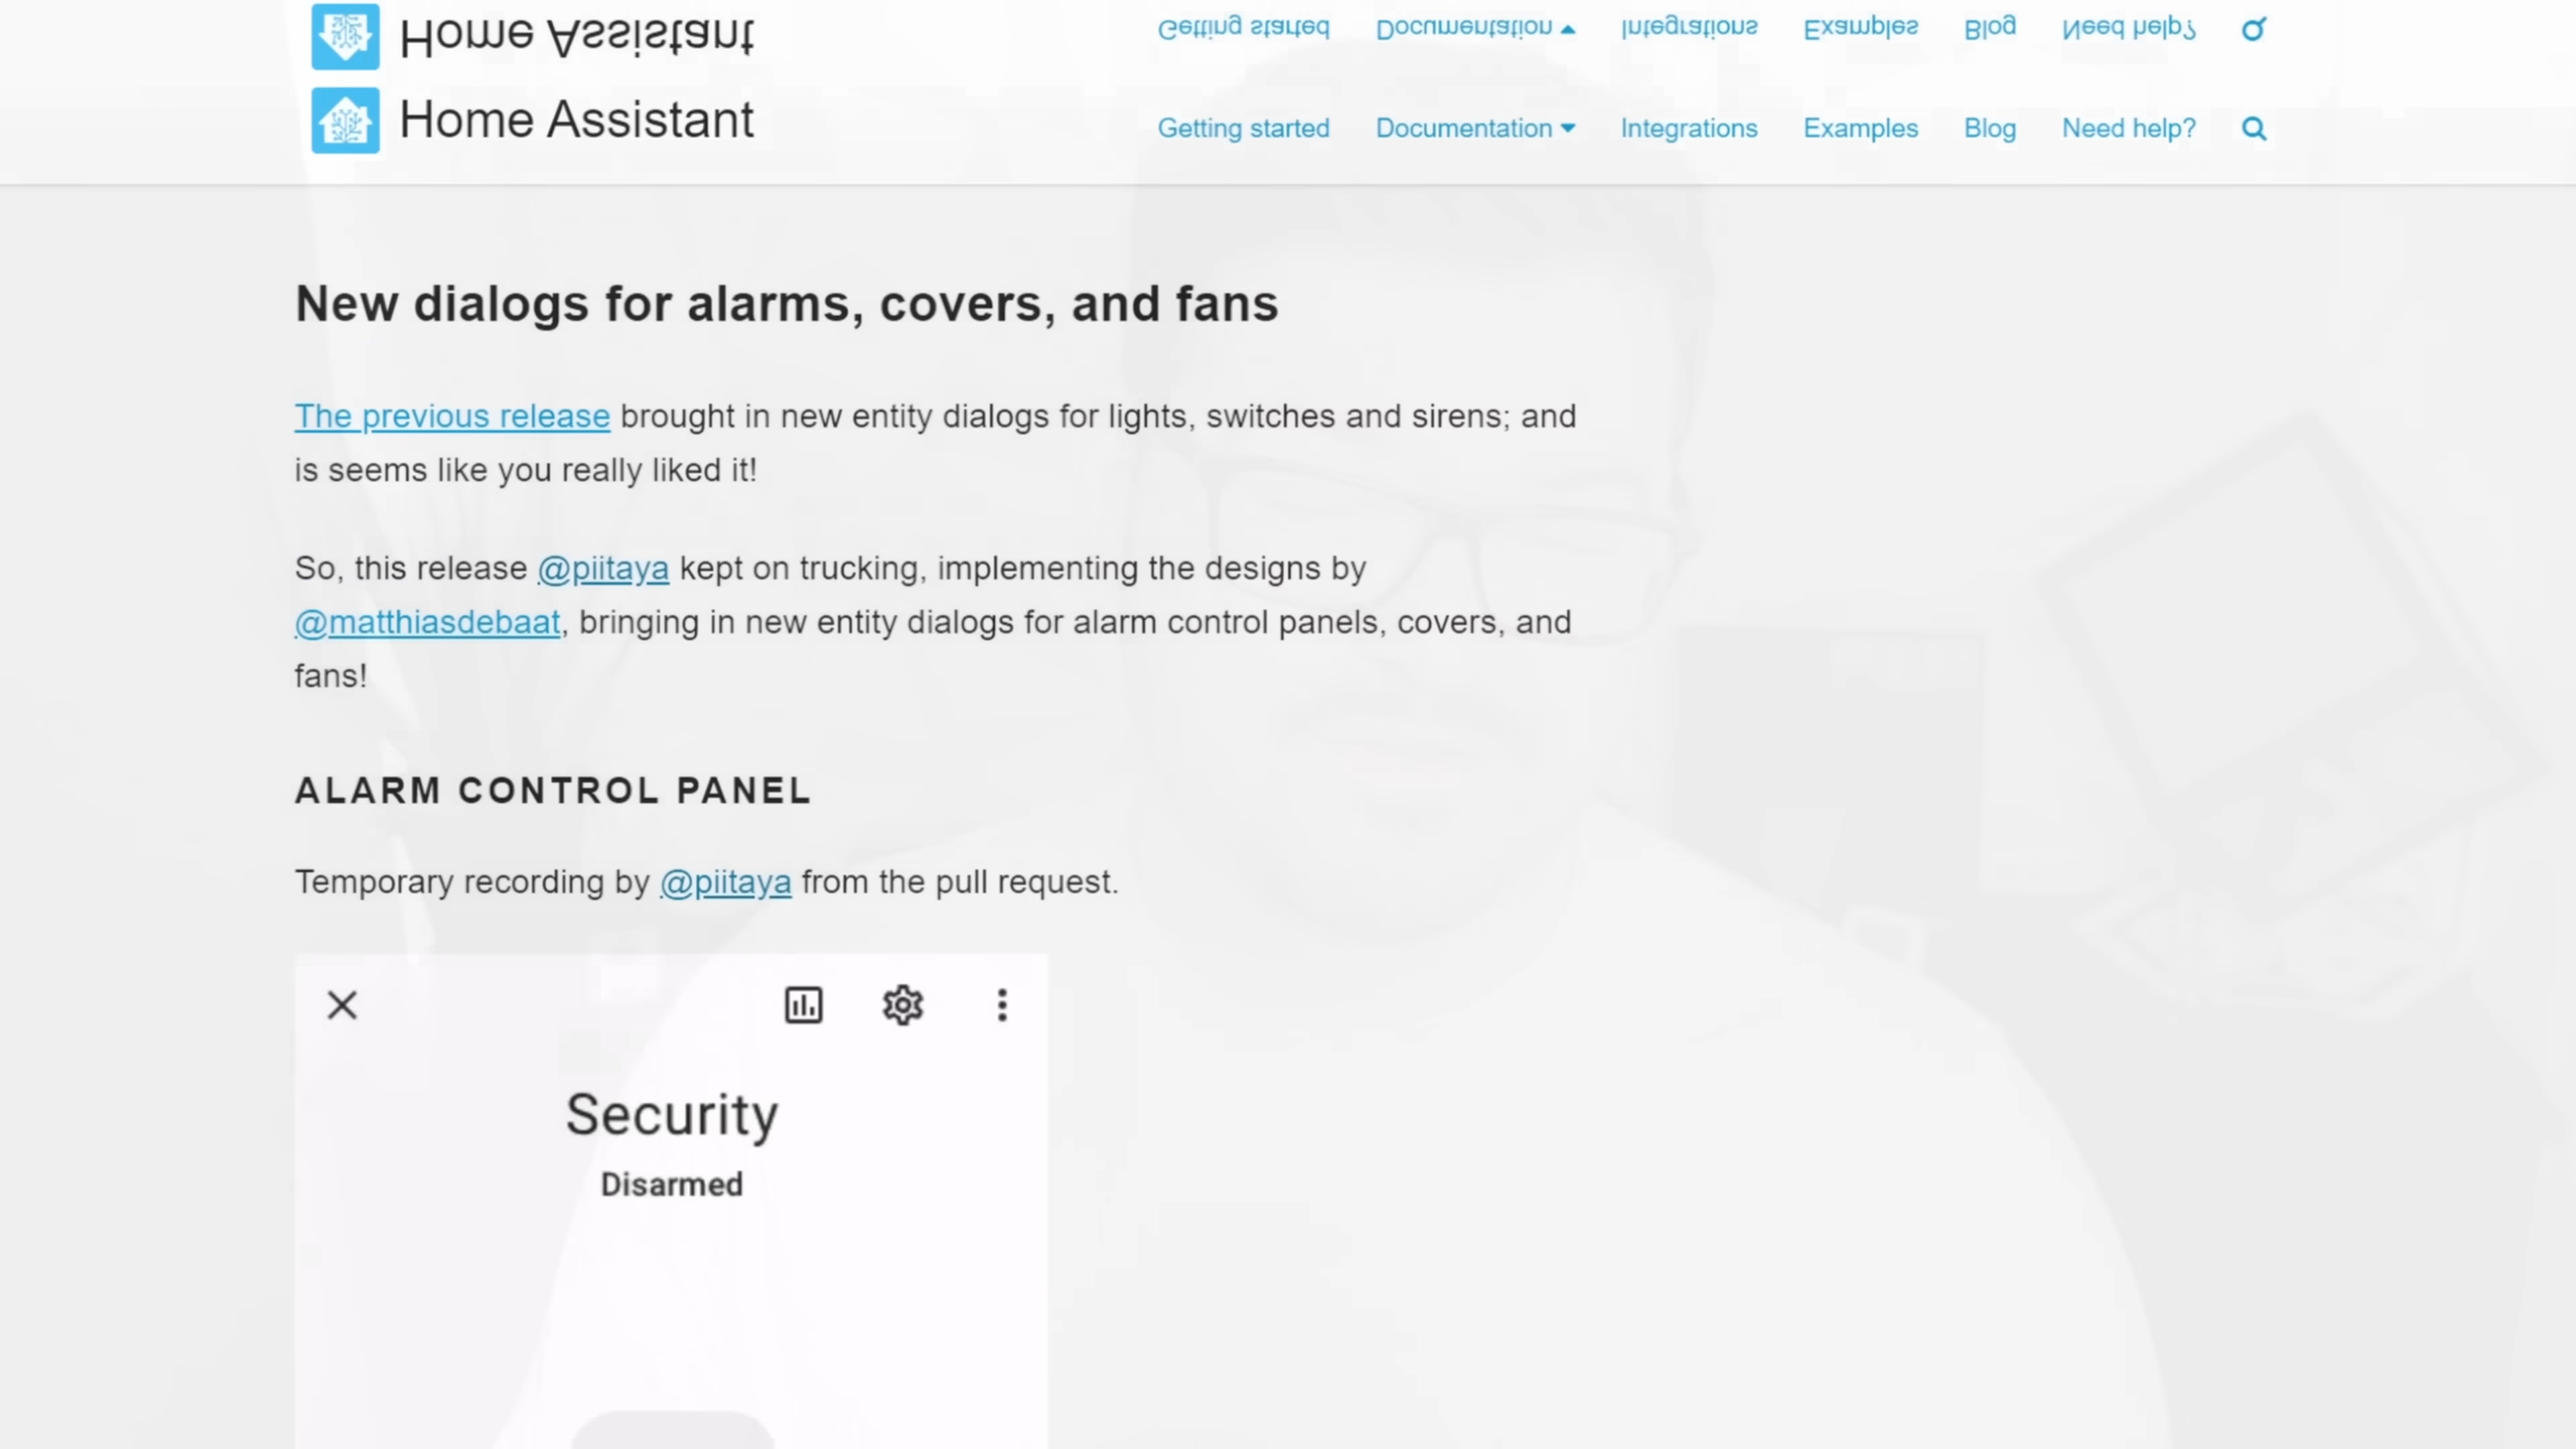 Home Assistant
Getting started Documentation Integrations Examples Blog Need help?
Home Assistant
Getting started Documentation Integrations Examples Blog Need help?
New dialogs for alarms, covers, and fans
The previous release brought in new entity dialogs for lights, switches and sirens; and
is seems like you really liked it!
So, this release @piitaya kept on trucking, implementing the designs by
@matthiasdebaat, bringing in new entity dialogs for alarm control panels, covers, and
fans!
ALARM CONTROL PANEL
Temporary recording by @piitaya from the pull request.
Security
Disarmed